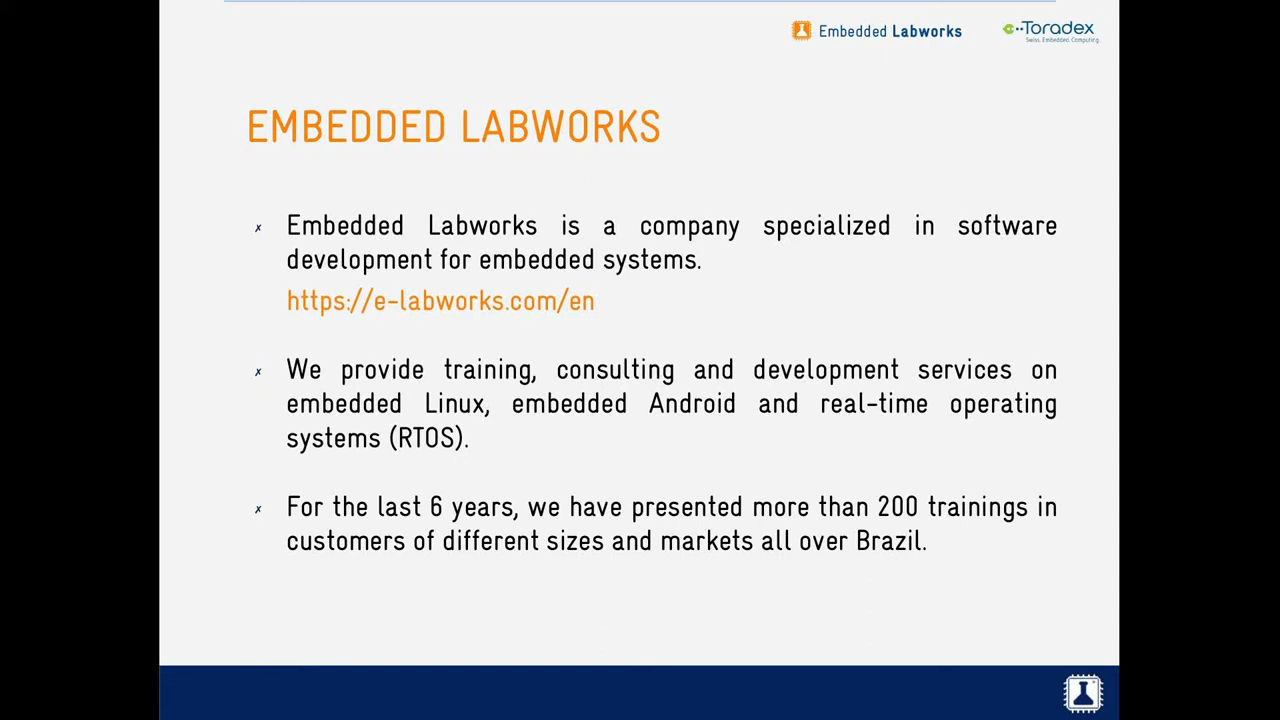 Embedded Labworks
Toradex
Swiss. Embedded. Computing.
EMBEDDED LABWORKS
✗ Embedded Labworks is a company specialized in software
development for embedded systems.
https://e-labworks.com/en
✗ We provide training, consulting and development services on
embedded Linux, embedded Android and real-time operating
systems (RTOS).
✗ For the last 6 years, we have presented more than 200 trainings in
customers of different sizes and markets all over Brazil.